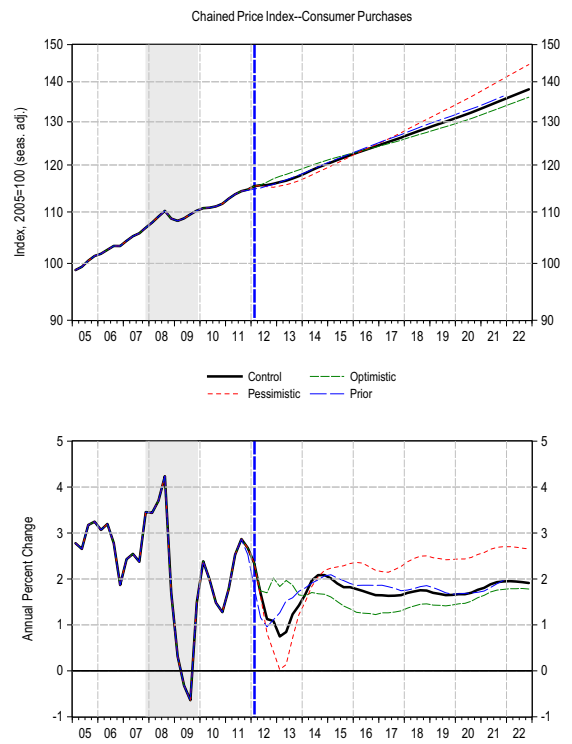 Chained Price Index--Consumer Purchases
150 150
140 140
130 130
120 120
110 110
100 100
90 90
Index, 2005=100 (seas. adj.)
05 06 07 08 09 10 11 12 13 14 15 16 17 18 19 20 21 22
Control Optimistic
Pessimistic Prior
5 5
4 4
3 3
2 2
1 1
0 0
-1 -1
Annual Percent Change
05 06 07 08 09 10 11 12 13 14 15 16 17 18 19 20 21 22